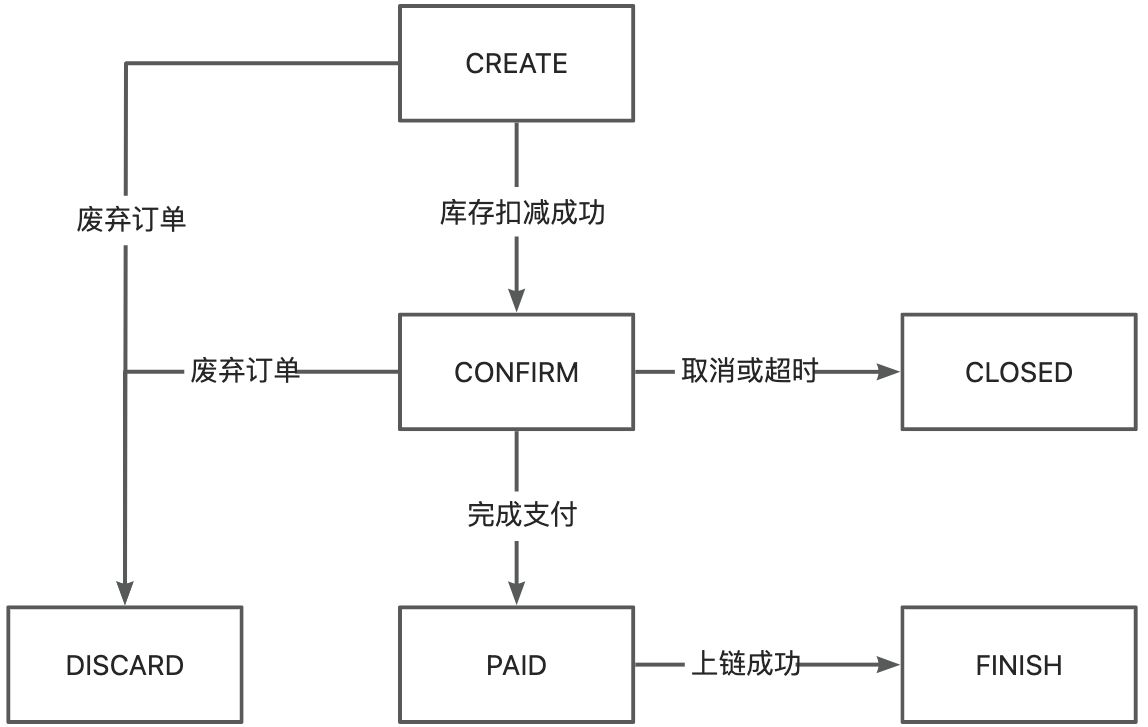 CREATE
废弃订单
库存扣减成功
废弃订单
CONFIRM
取消或超时
CLOSED
完成支付
DISCARD
PAID
上链成功
FINISH